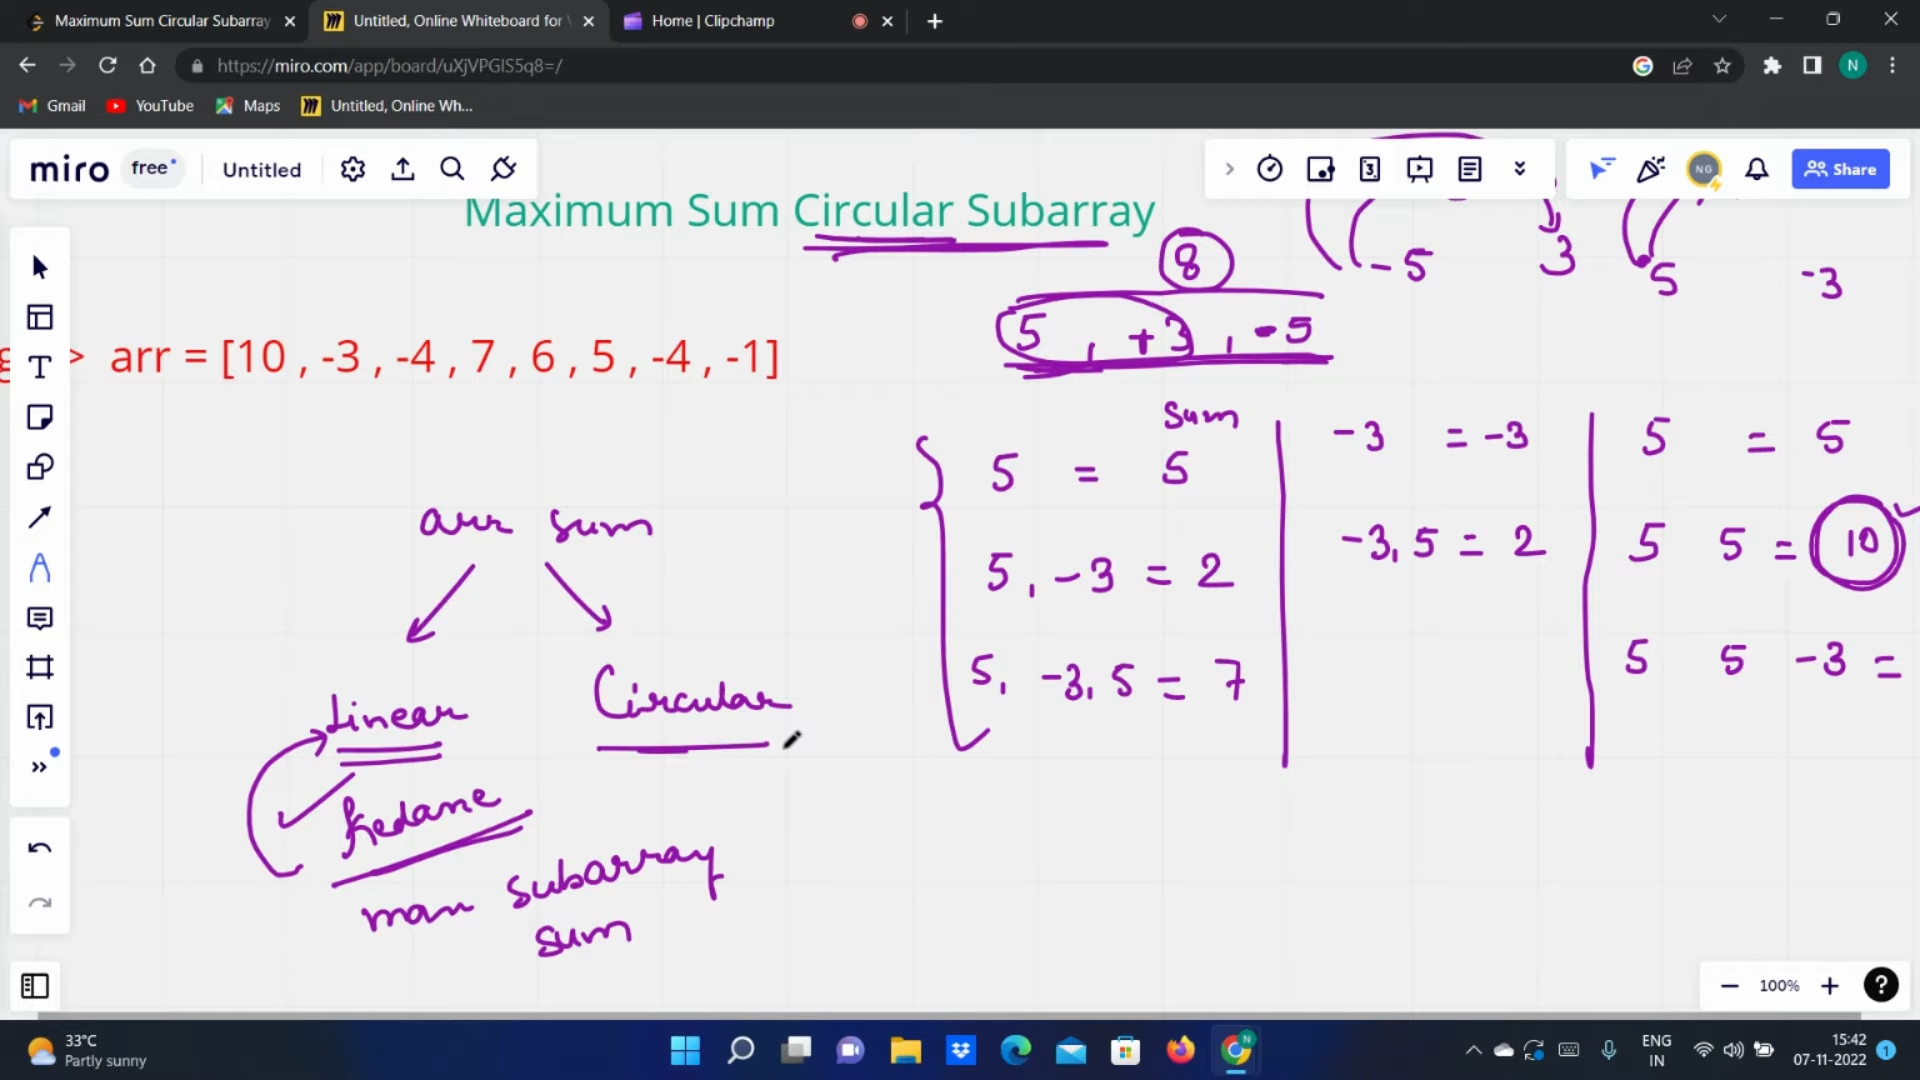 Maximum Sum Circular Subarray
Untitled, Online Whiteboard for
Home | Clipchamp
https://miro.com/app/board/uXjVPGlS5q8=/
N
Gmail
YouTube
Maps
Untitled, Online Wh...
miro
free
Untitled
NG
Share
Maximum Sum Circular Subarray
8
-5
3
5
-3
5 , +3 , -5
> arr = [10 , -3 , -4 , 7 , 6 , 5 , -4 , -1]
Sum
5 = 5
5, -3 = 2
5, -3, 5 = 7
-3 = -3
-3, 5 = 2
5 = 5
5 5 = 10
5 5 -3 =
arr sum
Linear
Circular
Kedane
max subarray
sum
100%
33°C
Partly sunny
ENG
IN
15:42
07-11-2022
1